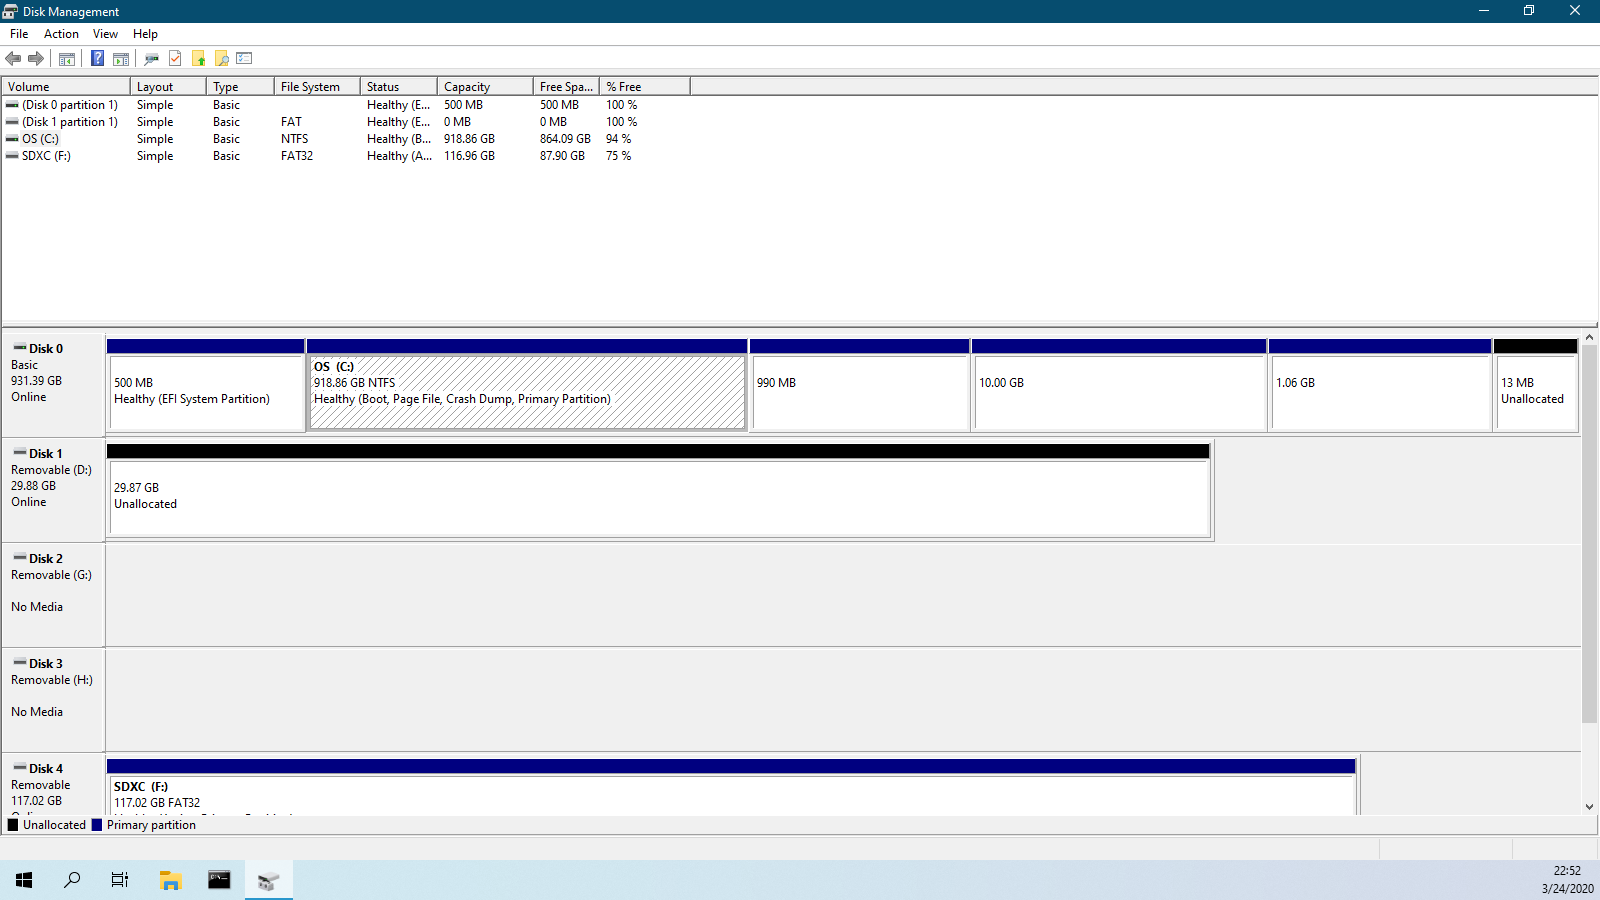 Disk Management
File Action View Help
Volume Layout Type File System Status Capacity Free Spa... % Free
(Disk 0 partition 1) Simple Basic Healthy (E... 500 MB 500 MB 100 %
(Disk 1 partition 1) Simple Basic FAT Healthy (E... 0 MB 0 MB 100 %
OS (C:) Simple Basic NTFS Healthy (B... 918.86 GB 864.09 GB 94 %
SDXC (F:) Simple Basic FAT32 Healthy (A... 116.96 GB 87.90 GB 75 %
Disk 0
Basic
931.39 GB
Online
500 MB
Healthy (EFI System Partition)
OS (C:)
918.86 GB NTFS
Healthy (Boot, Page File, Crash Dump, Primary Partition)
990 MB
10.00 GB
1.06 GB
13 MB
Unallocated
Disk 1
Removable (D:)
29.88 GB
Online
29.87 GB
Unallocated
Disk 2
Removable (G:)
No Media
Disk 3
Removable (H:)
No Media
Disk 4
Removable
117.02 GB
SDXC (F:)
117.02 GB FAT32
Unallocated Primary partition
22:52
3/24/2020